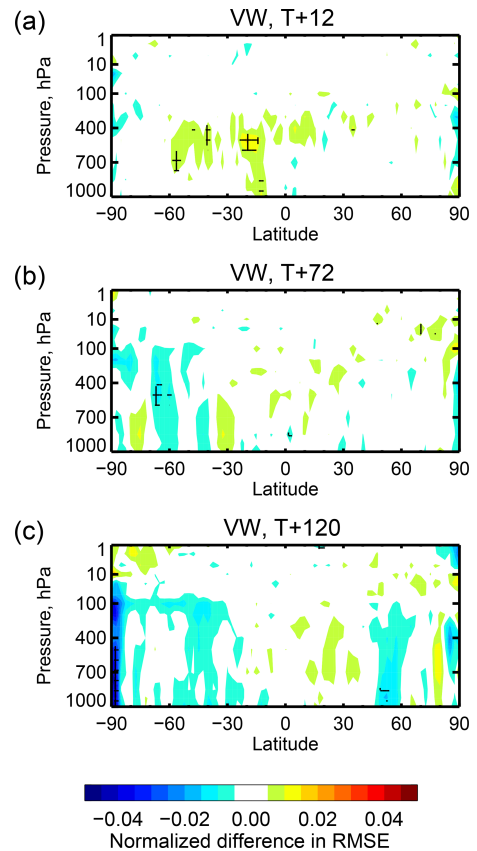 (a)
VW, T+12
Pressure, hPa
1
10
100
400
700
1000
−90 −60 −30 0 30 60 90
Latitude
(b)
VW, T+72
Pressure, hPa
1
10
100
400
700
1000
−90 −60 −30 0 30 60 90
Latitude
(c)
VW, T+120
Pressure, hPa
1
10
100
400
700
1000
−90 −60 −30 0 30 60 90
Latitude
−0.04 −0.02 0.00 0.02 0.04
Normalized difference in RMSE